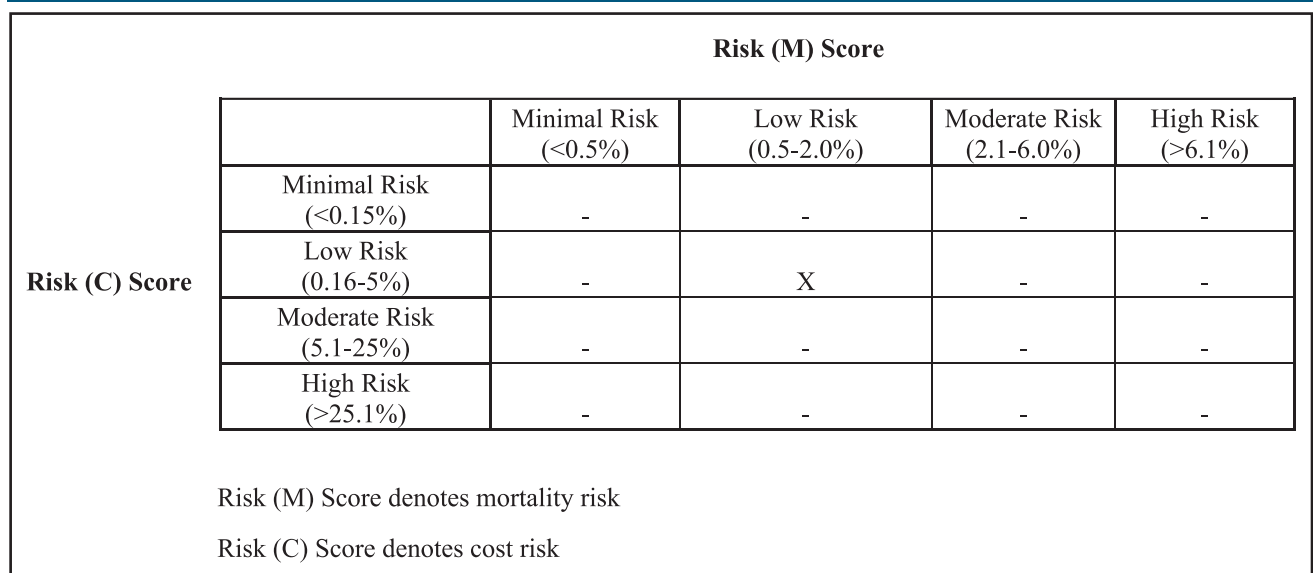 Risk (M) Score
Minimal Risk Low Risk Moderate Risk High Risk
(<0.5%) (0.5-2.0%) (2.1-6.0%) (>6.1%)
Minimal Risk
(<0.15%) - - - -
Low Risk
Risk (C) Score (0.16-5%) - X - -
Moderate Risk
(5.1-25%) - - - -
High Risk
(>25.1%) - - - -
Risk (M) Score denotes mortality risk
Risk (C) Score denotes cost risk